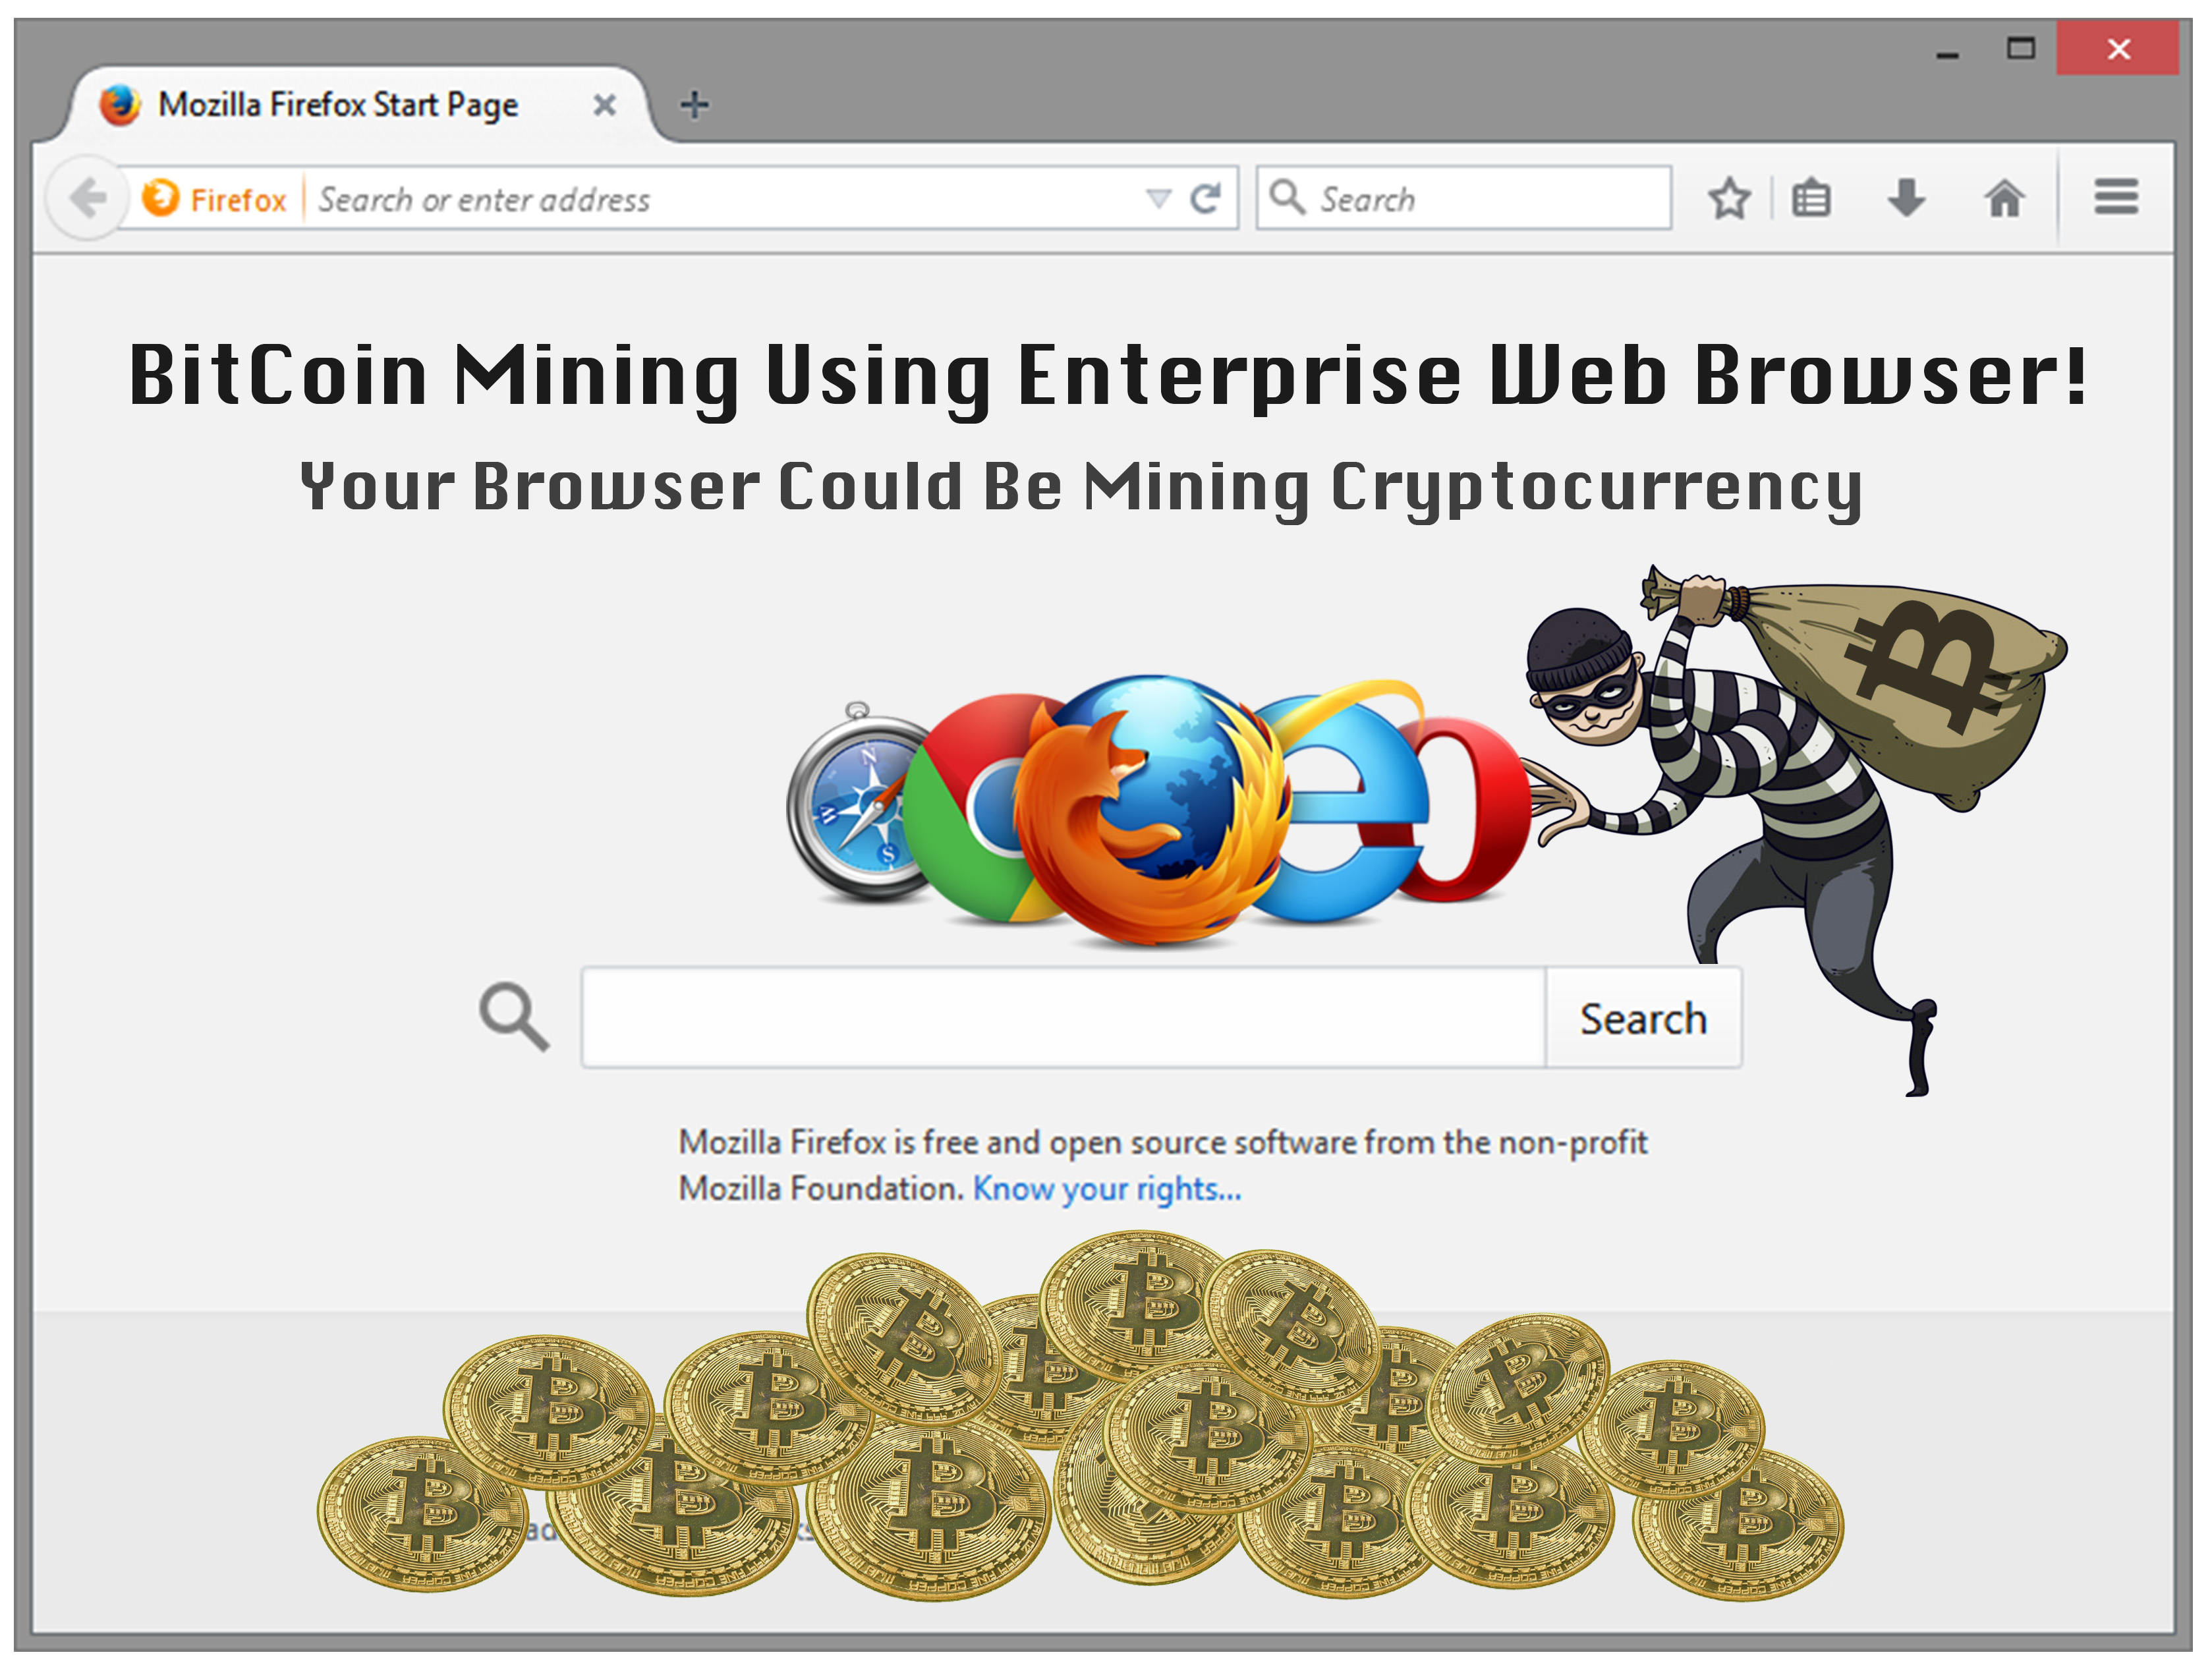 Mozilla Firefox Start Page
Firefox Search or enter address
Search
BitCoin Mining Using Enterprise Web Browser!
Your Browser Could Be Mining Cryptocurrency
Search
Mozilla Firefox is free and open source software from the non-profit
Mozilla Foundation. Know your rights...